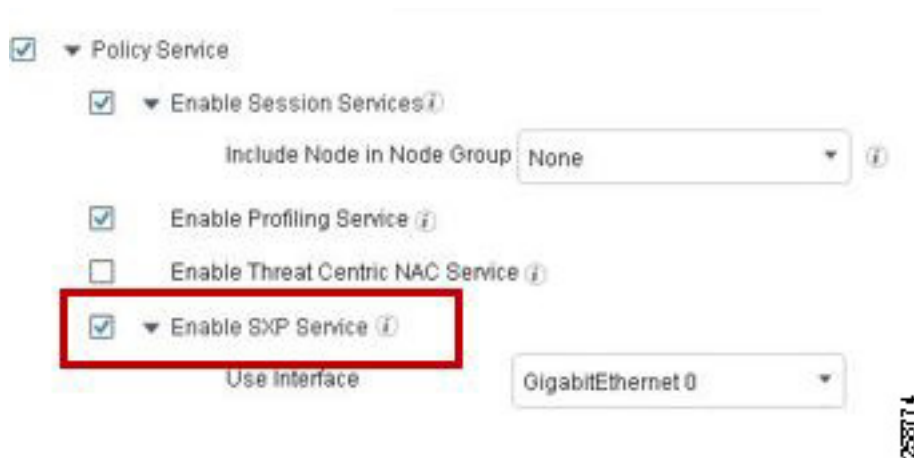 Policy Service
Enable Session Services
Include Node in Node Group None
Enable Profiling Service
Enable Threat Centric NAC Service
Enable SXP Service
Use Interface GigabitEthernet 0